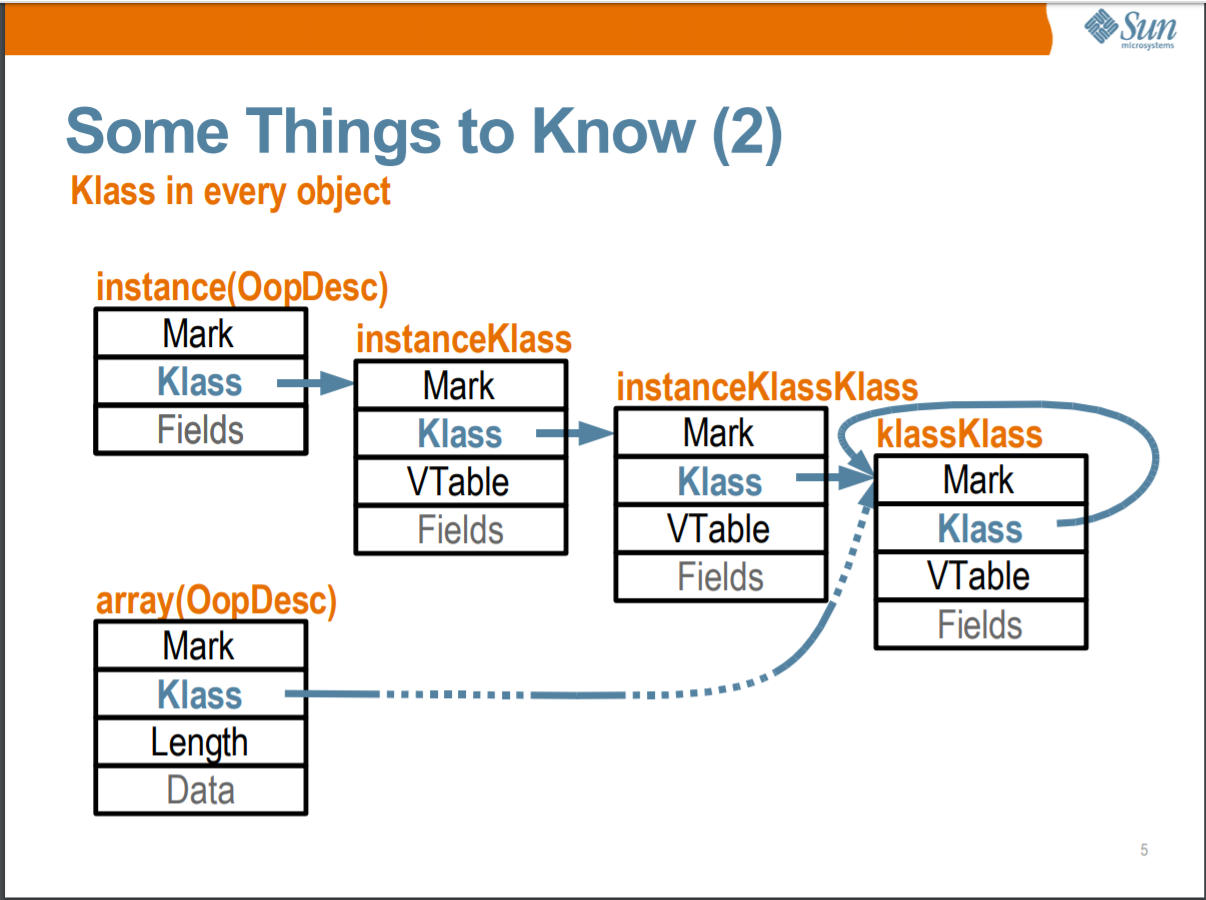 Sun
microsystems
Some Things to Know (2)
Klass in every object
instance(OopDesc)
Mark
Klass
Fields
instanceKlass
Mark
Klass
VTable
Fields
instanceKlassKlass
Mark
Klass
VTable
Fields
klassKlass
Mark
Klass
VTable
Fields
array(OopDesc)
Mark
Klass
Length
Data
5